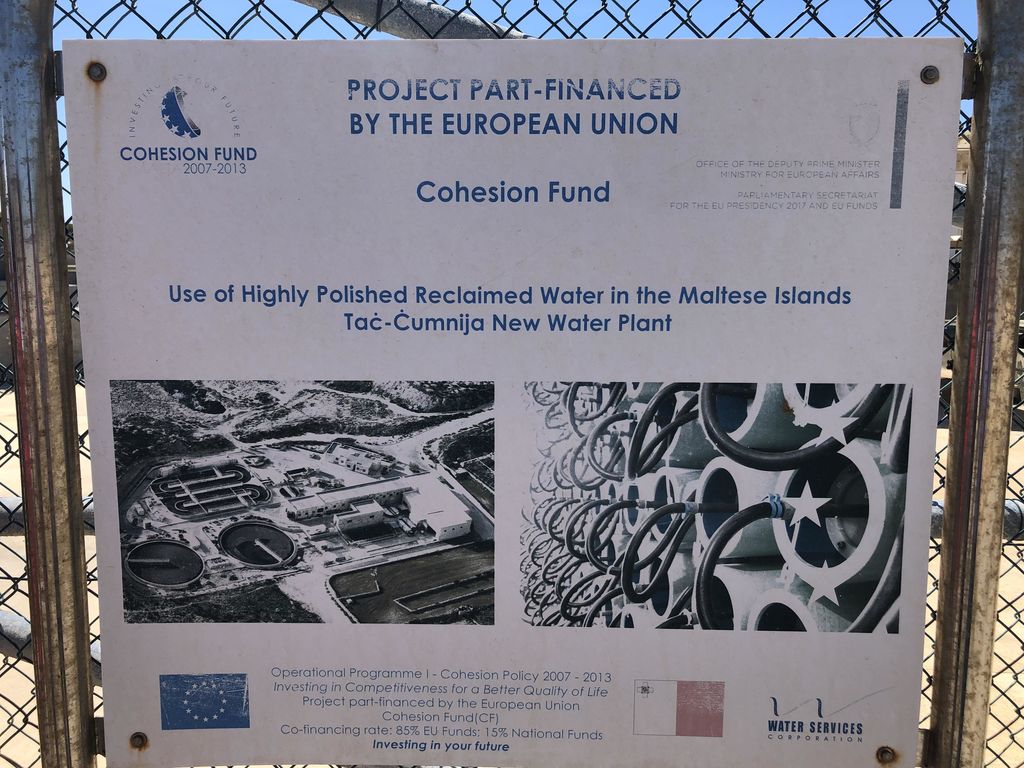 INVESTING IN YOUR FUTURE
COHESION FUND
2007-2013
PROJECT PART-FINANCED
BY THE EUROPEAN UNION
Cohesion Fund
OFFICE OF THE DEPUTY PRIME MINISTER
MINISTRY FOR EUROPEAN AFFAIRS
PARLIAMENTARY SECRETARIAT
FOR THE EU PRESIDENCY 2017 AND EU FUNDS
Use of Highly Polished Reclaimed Water in the Maltese Islands
Taċ-Ċumnija New Water Plant
Operational Programme I - Cohesion Policy 2007 - 2013
Investing in Competitiveness for a Better Quality of Life
Project part-financed by the European Union
Cohesion Fund(CF)
Co-financing rate: 85% EU Funds; 15% National Funds
Investing in your future
WATER SERVICES
CORPORATION